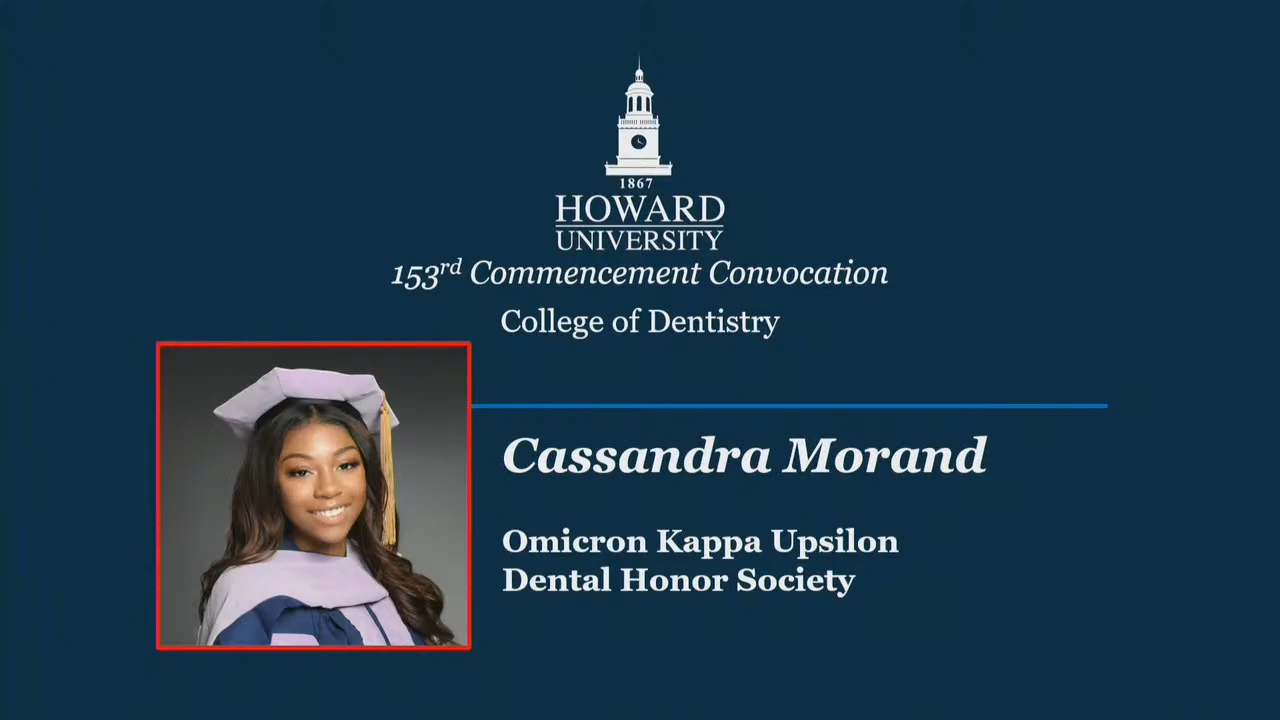 1867
HOWARD
UNIVERSITY
153rd Commencement Convocation
College of Dentistry
Cassandra Morand
Omicron Kappa Upsilon
Dental Honor Society